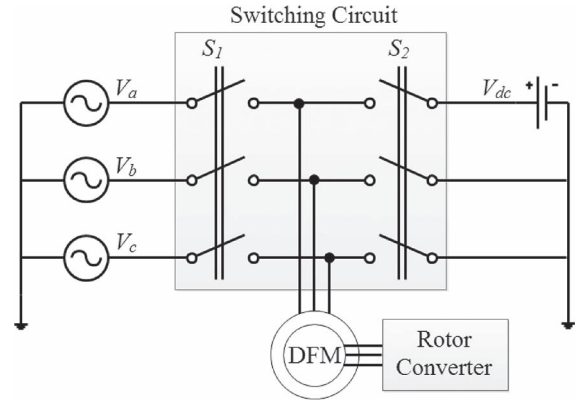 Switching Circuit
S1
S2
Va
Vdc
+
-
Vb
Vc
DFM
Rotor
Converter